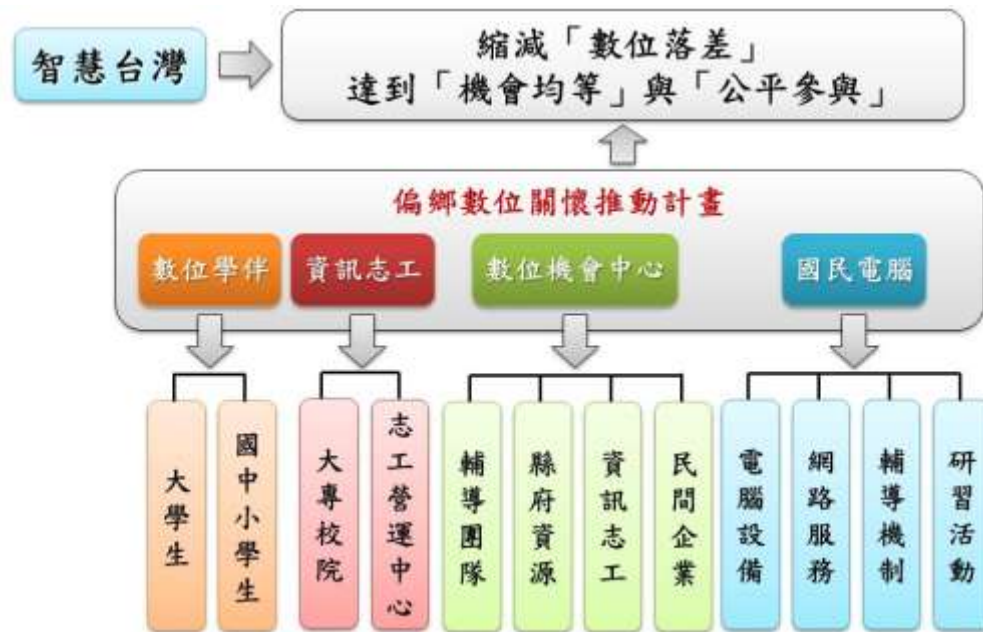 智慧台灣
縮減「數位落差」
達到「機會均等」與「公平參與」
偏鄉數位關懷推動計畫
數位學伴
資訊志工
數位機會中心
國民電腦
大學生
國中小學生
大專校院
志工營運中心
輔導團隊
縣府資源
資訊志工
民間企業
電腦設備
網路服務
輔導機制
研習活動